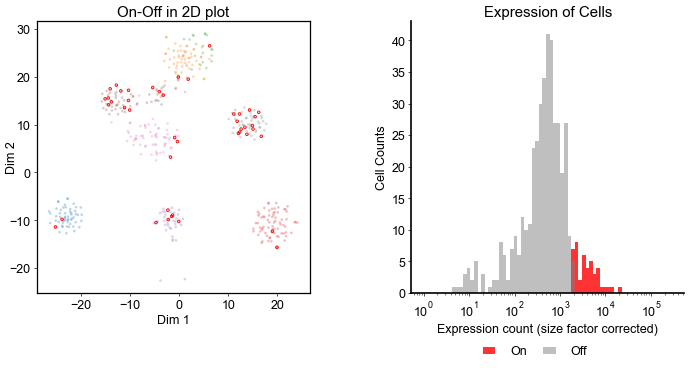 On-Off in 2D plot
30
20
10
0
−10
−20
Dim 2
−20 −10 0 10 20
Dim 1
Expression of Cells
40
35
30
25
20
15
10
5
0
Cell Counts
10^0 10^1 10^2 10^3 10^4 10^5
Expression count (size factor corrected)
On Off